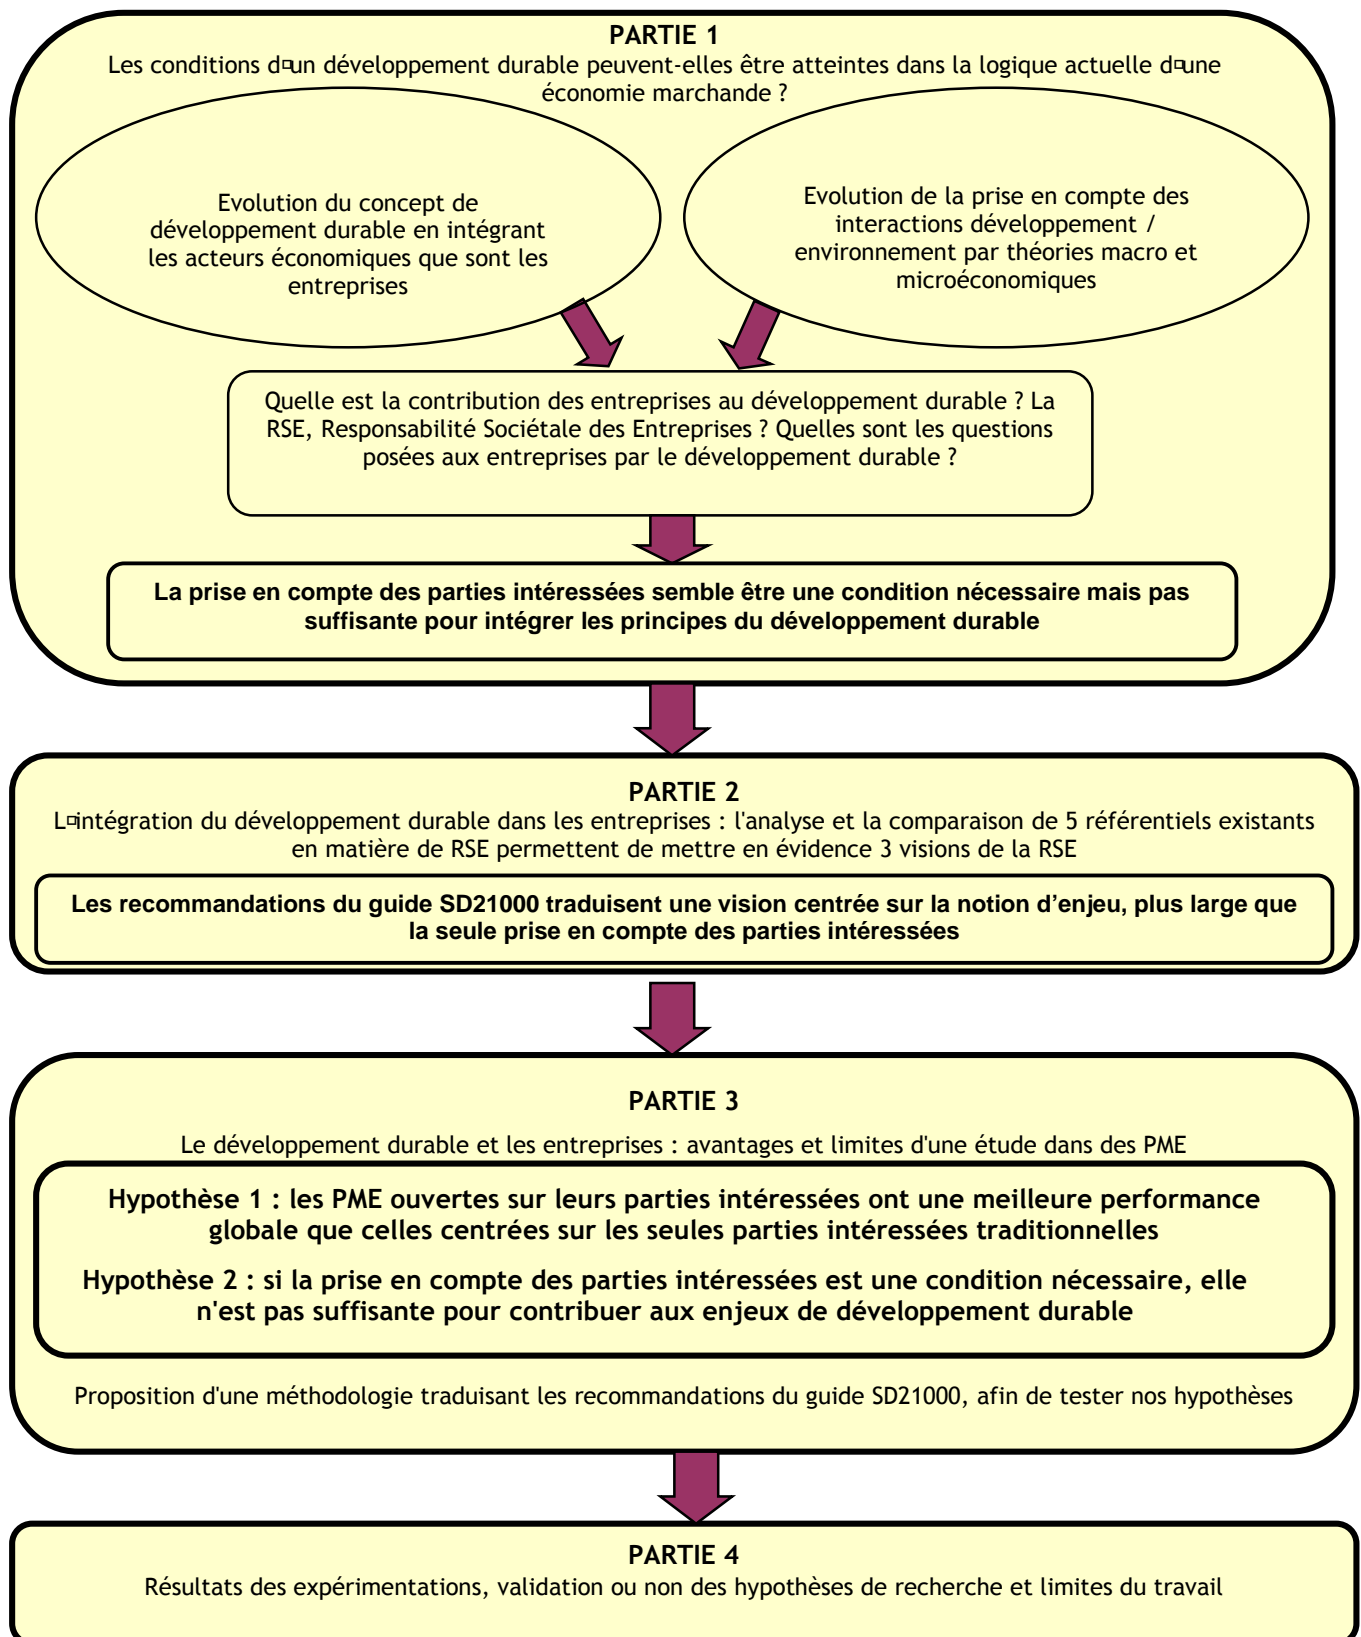 PARTIE 1
Les conditions d¤un développement durable peuvent-elles être atteintes dans la logique actuelle d¤une
économie marchande ?
Evolution du concept de
développement durable en intégrant
les acteurs économiques que sont les
entreprises
Evolution de la prise en compte des
interactions développement /
environnement par théories macro et
microéconomiques
Quelle est la contribution des entreprises au développement durable ? La
RSE, Responsabilité Sociétale des Entreprises ? Quelles sont les questions
posées aux entreprises par le développement durable ?
La prise en compte des parties intéressées semble être une condition nécessaire mais pas
suffisante pour intégrer les principes du développement durable
PARTIE 2
L¤intégration du développement durable dans les entreprises : l'analyse et la comparaison de 5 référentiels existants
en matière de RSE permettent de mettre en évidence 3 visions de la RSE
Les recommandations du guide SD21000 traduisent une vision centrée sur la notion d’enjeu, plus large que
la seule prise en compte des parties intéressées
PARTIE 3
Le développement durable et les entreprises : avantages et limites d'une étude dans des PME
Hypothèse 1 : les PME ouvertes sur leurs parties intéressées ont une meilleure performance
globale que celles centrées sur les seules parties intéressées traditionnelles
Hypothèse 2 : si la prise en compte des parties intéressées est une condition nécessaire, elle
n'est pas suffisante pour contribuer aux enjeux de développement durable
Proposition d'une méthodologie traduisant les recommandations du guide SD21000, afin de tester nos hypothèses
PARTIE 4
Résultats des expérimentations, validation ou non des hypothèses de recherche et limites du travail